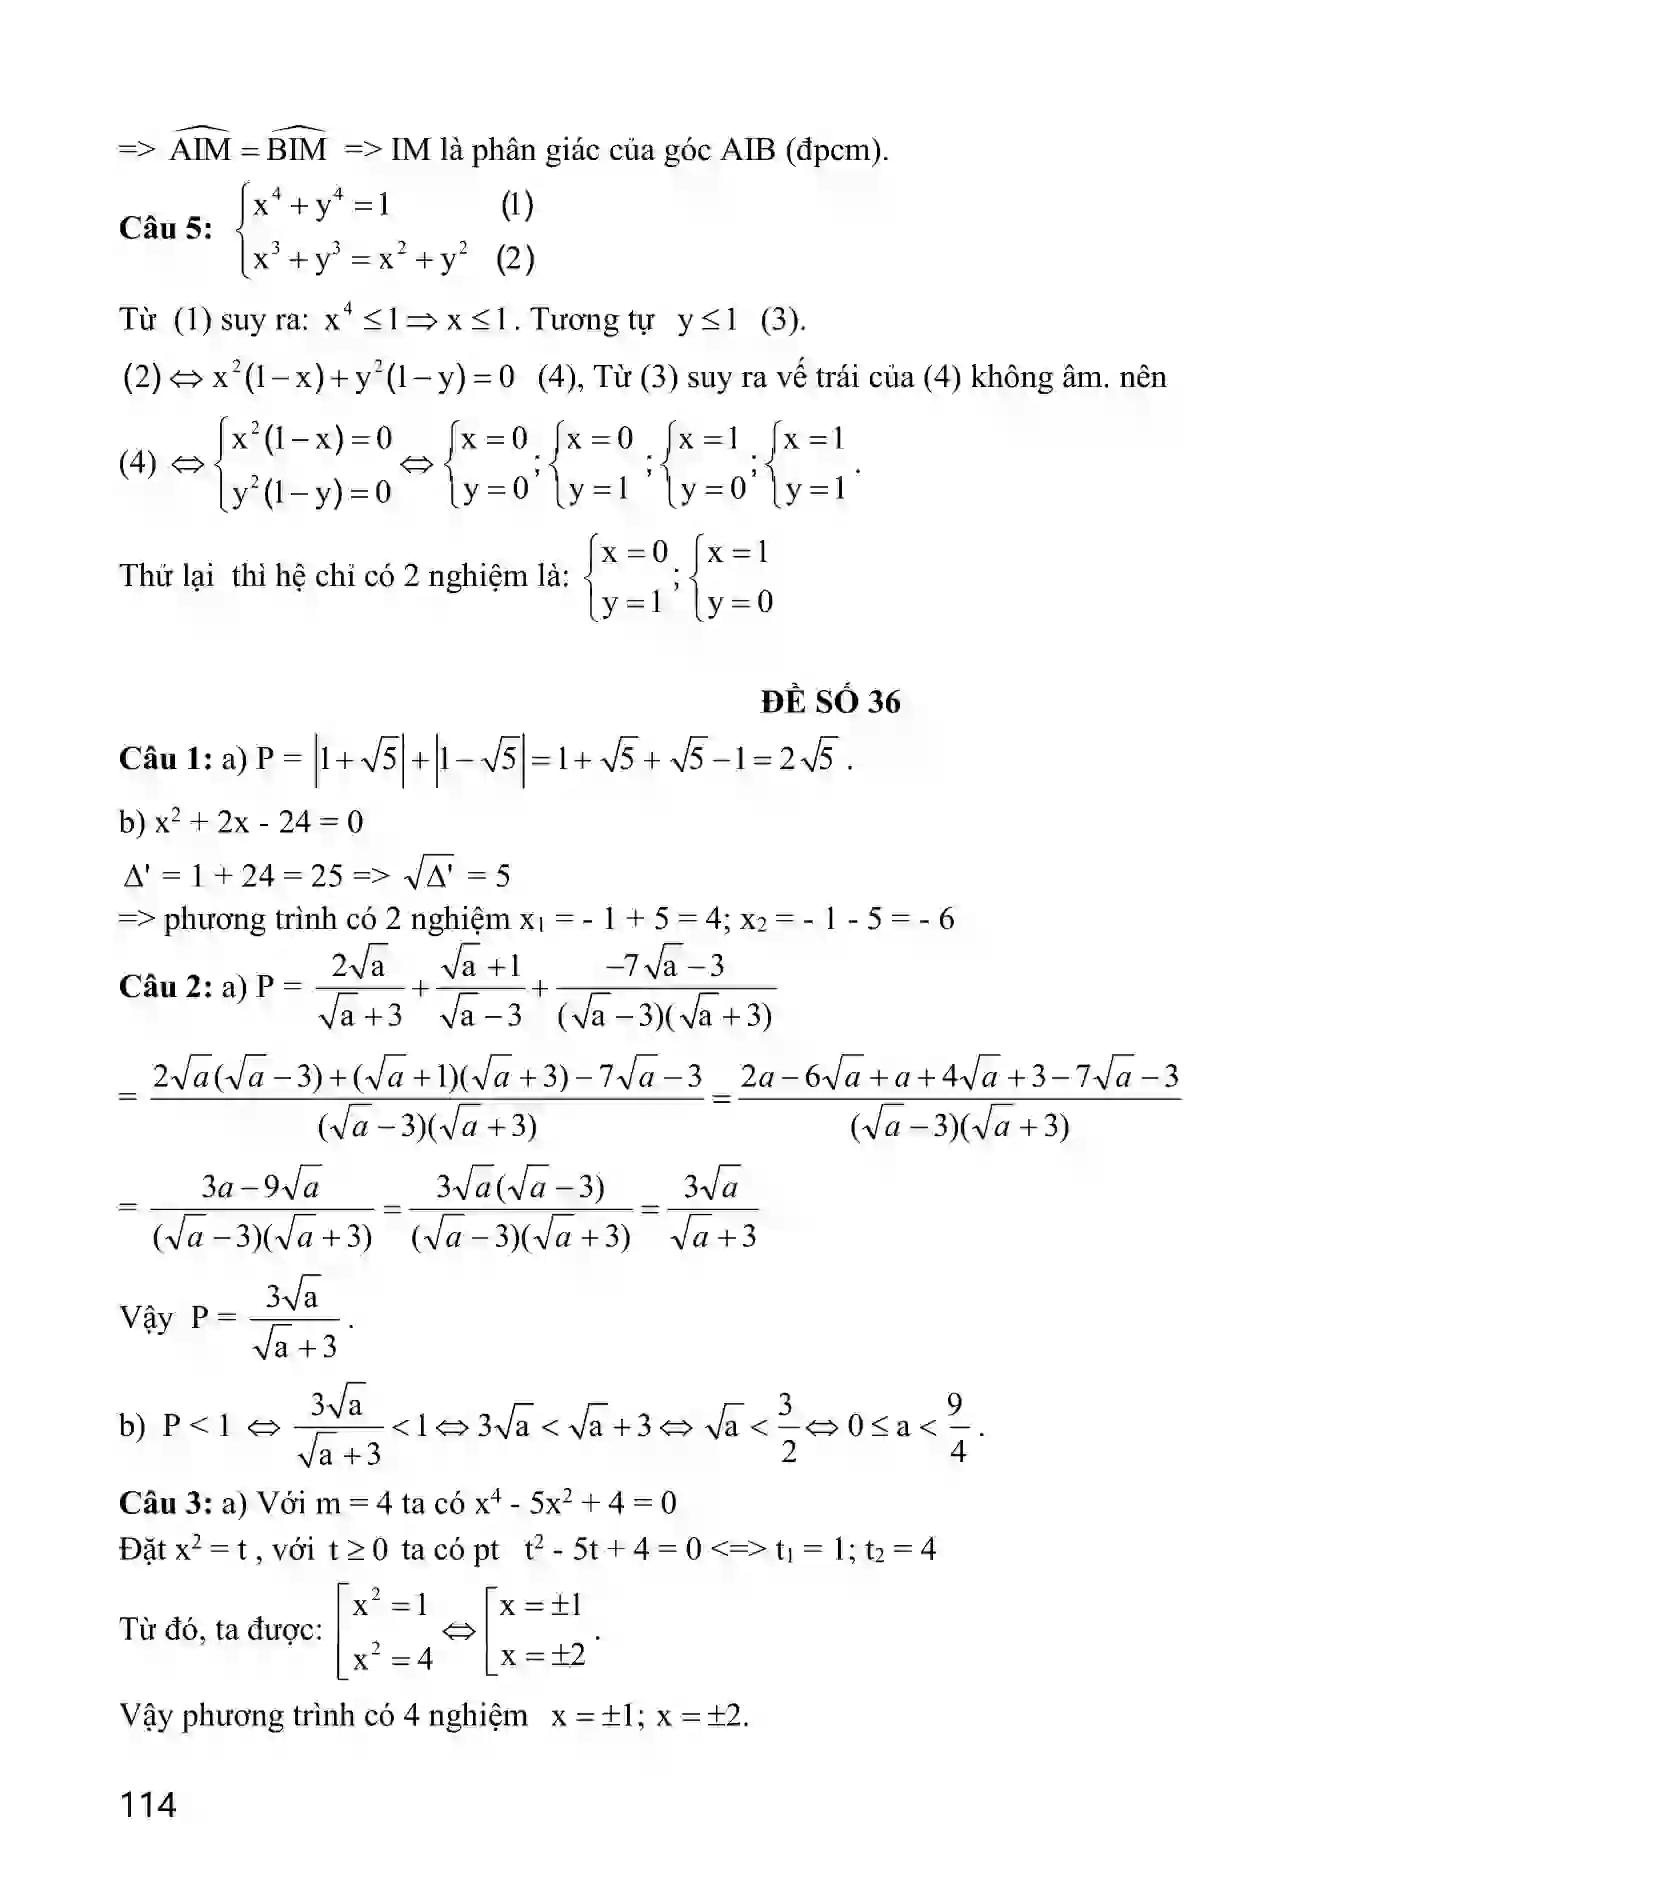 => $\widehat{AIM} = \widehat{BIM}$ => IM là phân giác của góc AIB (đpcm).
Câu 5: $\begin{cases} x^4 + y^4 = 1 & (1) \\ x^3 + y^3 = x^2 + y^2 & (2) \end{cases}$
Từ (1) suy ra: $x^4 \le 1 \Rightarrow x \le 1$. Tương tự $y \le 1$ (3).
$(2) \Leftrightarrow x^2(1-x) + y^2(1-y) = 0$ (4), Từ (3) suy ra vế trái của (4) không âm. nên
(4) $\Leftrightarrow \begin{cases} x^2(1-x) = 0 \\ y^2(1-y) = 0 \end{cases} \Leftrightarrow \begin{cases} x = 0 \\ y = 0 \end{cases}; \begin{cases} x = 0 \\ y = 1 \end{cases}; \begin{cases} x = 1 \\ y = 0 \end{cases}; \begin{cases} x = 1 \\ y = 1 \end{cases}.$
Thử lại thì hệ chỉ có 2 nghiệm là: $\begin{cases} x = 0 \\ y = 1 \end{cases}; \begin{cases} x = 1 \\ y = 0 \end{cases}$
ĐỀ SỐ 36
Câu 1: a) P = $\left|1+\sqrt{5}\right| + \left|1-\sqrt{5}\right| = 1 + \sqrt{5} + \sqrt{5} - 1 = 2\sqrt{5}$ .
b) $x^2$ + 2x - 24 = 0
$\Delta'$ = 1 + 24 = 25 => $\sqrt{\Delta'}$ = 5
=> phương trình có 2 nghiệm $x_1$ = - 1 + 5 = 4; $x_2$ = - 1 - 5 = - 6
Câu 2: a) P = $\frac{2\sqrt{a}}{\sqrt{a}+3} + \frac{\sqrt{a}+1}{\sqrt{a}-3} + \frac{-7\sqrt{a}-3}{(\sqrt{a}-3)(\sqrt{a}+3)}$
= $\frac{2\sqrt{a}(\sqrt{a}-3)+(\sqrt{a}+1)(\sqrt{a}+3)-7\sqrt{a}-3}{(\sqrt{a}-3)(\sqrt{a}+3)} = \frac{2a-6\sqrt{a}+a+4\sqrt{a}+3-7\sqrt{a}-3}{(\sqrt{a}-3)(\sqrt{a}+3)}$
= $\frac{3a-9\sqrt{a}}{(\sqrt{a}-3)(\sqrt{a}+3)} = \frac{3\sqrt{a}(\sqrt{a}-3)}{(\sqrt{a}-3)(\sqrt{a}+3)} = \frac{3\sqrt{a}}{\sqrt{a}+3}$
Vậy P = $\frac{3\sqrt{a}}{\sqrt{a}+3}$ .
b) P < 1 $\Leftrightarrow \frac{3\sqrt{a}}{\sqrt{a}+3} < 1 \Leftrightarrow 3\sqrt{a} < \sqrt{a}+3 \Leftrightarrow \sqrt{a} < \frac{3}{2} \Leftrightarrow 0 \le a < \frac{9}{4}$ .
Câu 3: a) Với m = 4 ta có $x^4$ - 5$x^2$ + 4 = 0
Đặt $x^2$ = t , với $t \ge 0$ ta có pt $t^2$ - 5t + 4 = 0 <=> $t_1$ = 1; $t_2$ = 4
Từ đó, ta được: $\left[\begin{array}{l} x^2 = 1 \\ x^2 = 4 \end{array}\right. \Leftrightarrow \left[\begin{array}{l} x = \pm 1 \\ x = \pm 2 \end{array}\right.$.
Vậy phương trình có 4 nghiệm $x = \pm 1; x = \pm 2.$
114